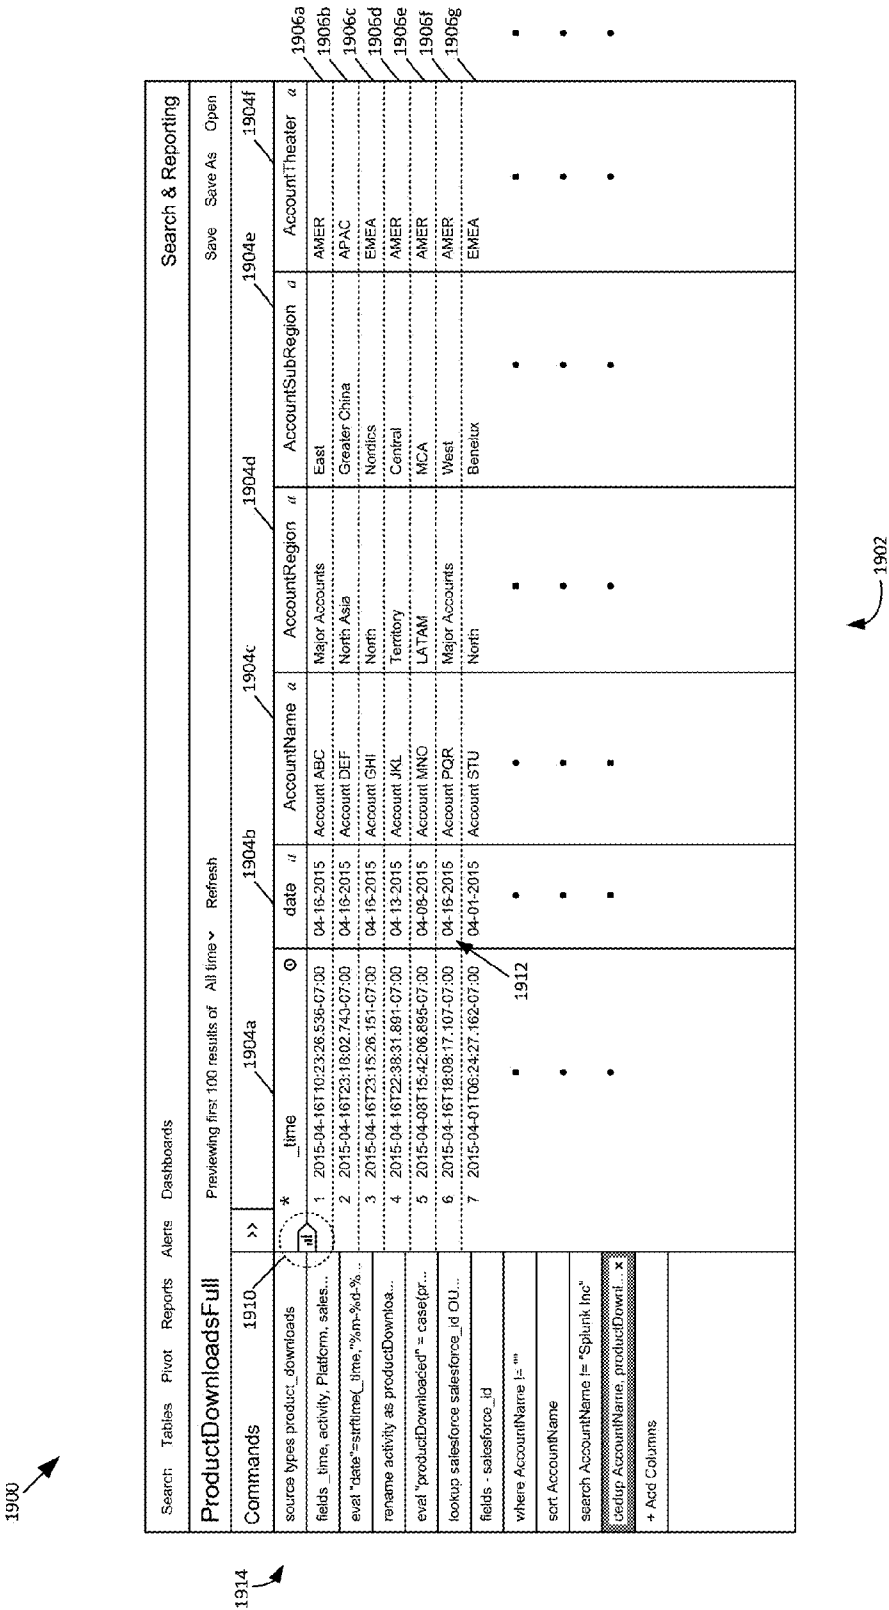 1900
Search Tables Pivot Reports Alerts Dashboards Search & Reporting
ProductDownloadsFull Previewing first 100 results of All time Refresh Save Save As Open
1914
Commands >>
1910 1904a 1904b 1904c 1904d 1904e 1904f
* _time date a AccountName a AccountRegion a AccountSubRegion a AccountTheater a
1 2015-04-16T10:23:26.536-07:00 04-16-2015 Account ABC Major Accounts East AMER 1906a
2 2015-04-16T23:18:02.743-07:00 04-16-2015 Account DEF North Asia Greater China APAC 1906b
3 2015-04-16T23:15:26.151-07:00 04-16-2015 Account GHI North Nordics EMEA 1906c
4 2015-04-16T22:38:31.891-07:00 04-13-2015 Account JKL Territory Central AMER 1906d
5 2015-04-08T15:42:06.895-07:00 04-08-2015 Account MNO LATAM MCA AMER 1906e
6 2015-04-16T18:08:17.107-07:00 04-16-2015 Account PQR Major Accounts West AMER 1906f
7 2015-04-01T06:24:27.162-07:00 04-01-2015 Account STU North Benelux EMEA 1906g
1912
source types product_downloads
fields _time, activity, Platform, sales...
eval "date"=strftime(_time,"%m-%d-%...
rename activity as productDownloa...
eval "productDownloaded" = case(pr...
lookup salesforce salesforce_id OU...
fields - salesforce_id
where AccountName != ""
sort AccountName
search AccountName != "Splunk Inc"
dedup AccountName, productDownl... x
+ Add Columns
1902